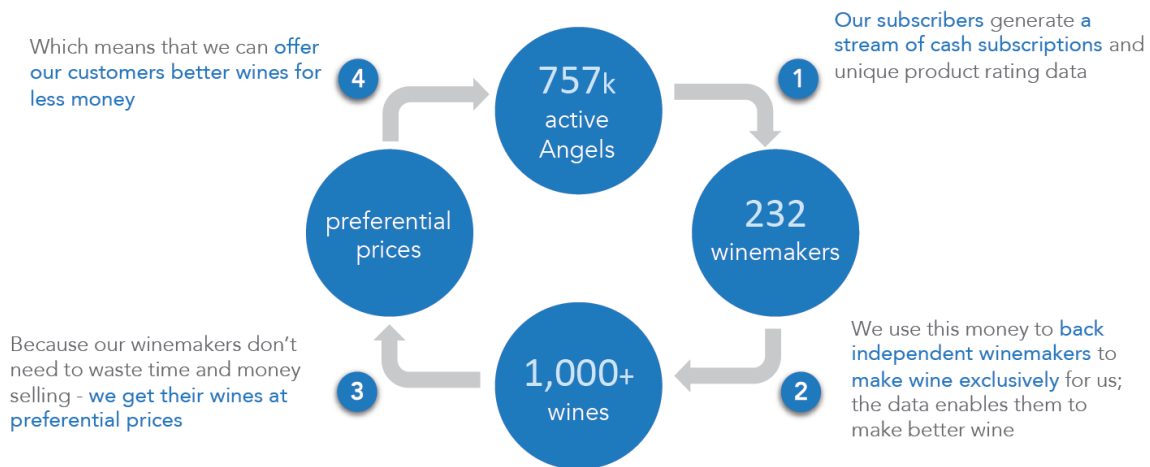 757k
active
Angels
1
Our subscribers generate a
stream of cash subscriptions and
unique product rating data
232
winemakers
2
We use this money to back
independent winemakers to
make wine exclusively for us;
the data enables them to
make better wine
1,000+
wines
3
Because our winemakers don’t
need to waste time and money
selling - we get their wines at
preferential prices
preferential
prices
4
Which means that we can offer
our customers better wines for
less money